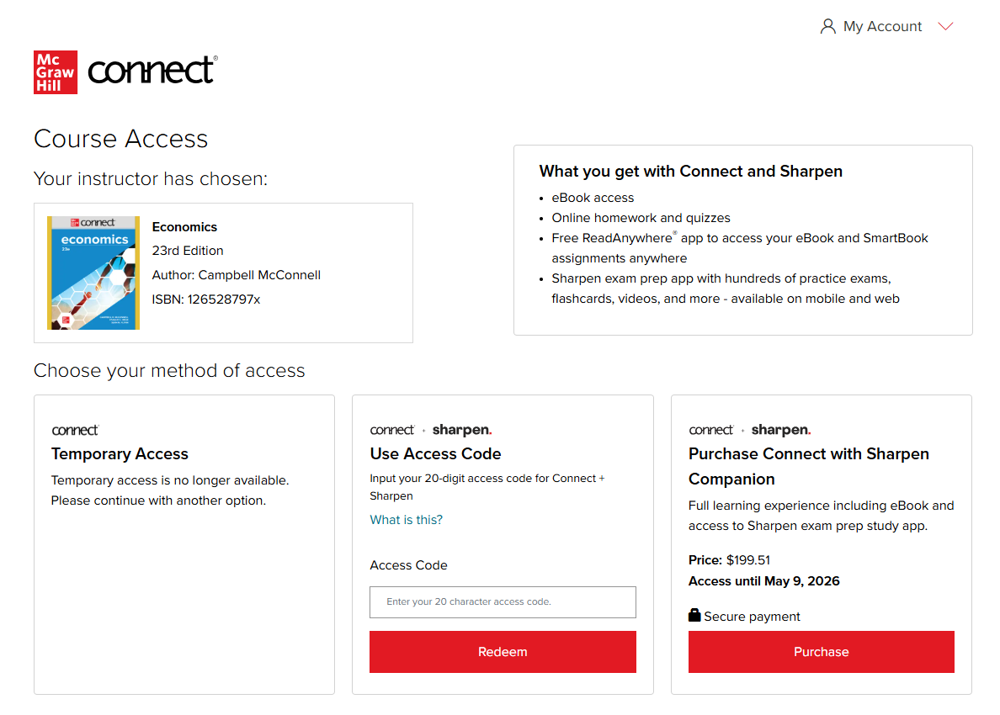 My Account
Mc
Graw
Hill
connect®
Course Access
Your instructor has chosen:
connect
economics
23e
Economics
23rd Edition
Author: Campbell McConnell
ISBN: 126528797x
What you get with Connect and Sharpen
• eBook access
• Online homework and quizzes
• Free ReadAnywhere® app to access your eBook and SmartBook
assignments anywhere
• Sharpen exam prep app with hundreds of practice exams,
flashcards, videos, and more - available on mobile and web
Choose your method of access
connect
Temporary Access
Temporary access is no longer available.
Please continue with another option.
connect + sharpen.
Use Access Code
Input your 20-digit access code for Connect +
Sharpen
What is this?
Access Code
Enter your 20 character access code.
Redeem
connect + sharpen.
Purchase Connect with Sharpen
Companion
Full learning experience including eBook and
access to Sharpen exam prep study app.
Price: $199.51
Access until May 9, 2026
Secure payment
Purchase